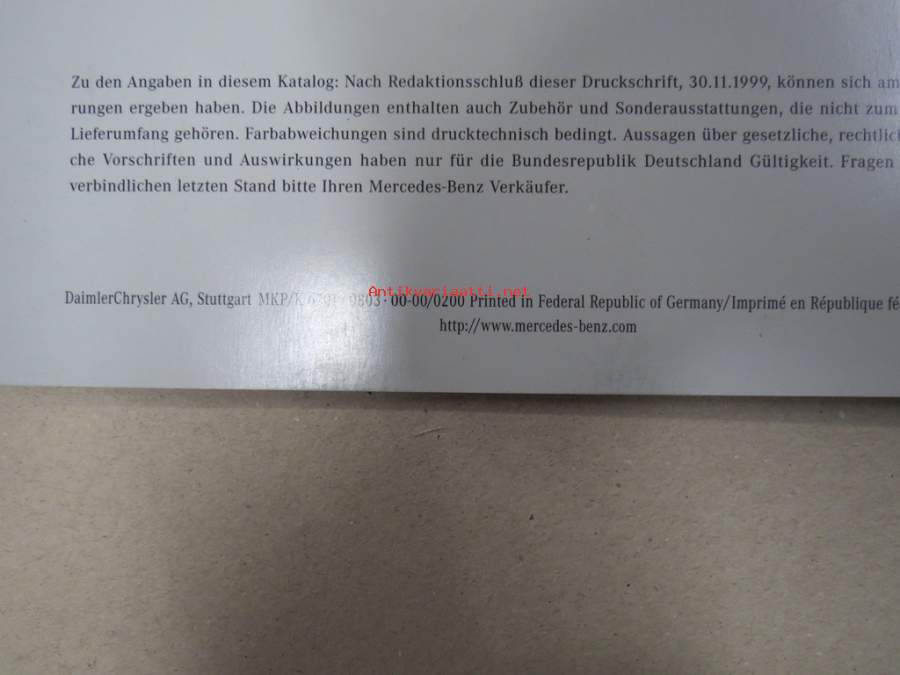 Zu den Angaben in diesem Katalog: Nach Redaktionsschluß dieser Druckschrift, 30.11.1999, können sich am
rungen ergeben haben. Die Abbildungen enthalten auch Zubehör und Sonderausstattungen, die nicht zum
Lieferumfang gehören. Farbabweichungen sind drucktechnisch bedingt. Aussagen über gesetzliche, rechtlic
che Vorschriften und Auswirkungen haben nur für die Bundesrepublik Deutschland Gültigkeit. Fragen
verbindlichen letzten Stand bitte Ihren Mercedes-Benz Verkäufer.
Antikvariaatti.net
DaimlerChrysler AG, Stuttgart 00-00/0200 Printed in Federal Republic of Germany/Imprimé en République fé
http://www.mercedes-benz.com